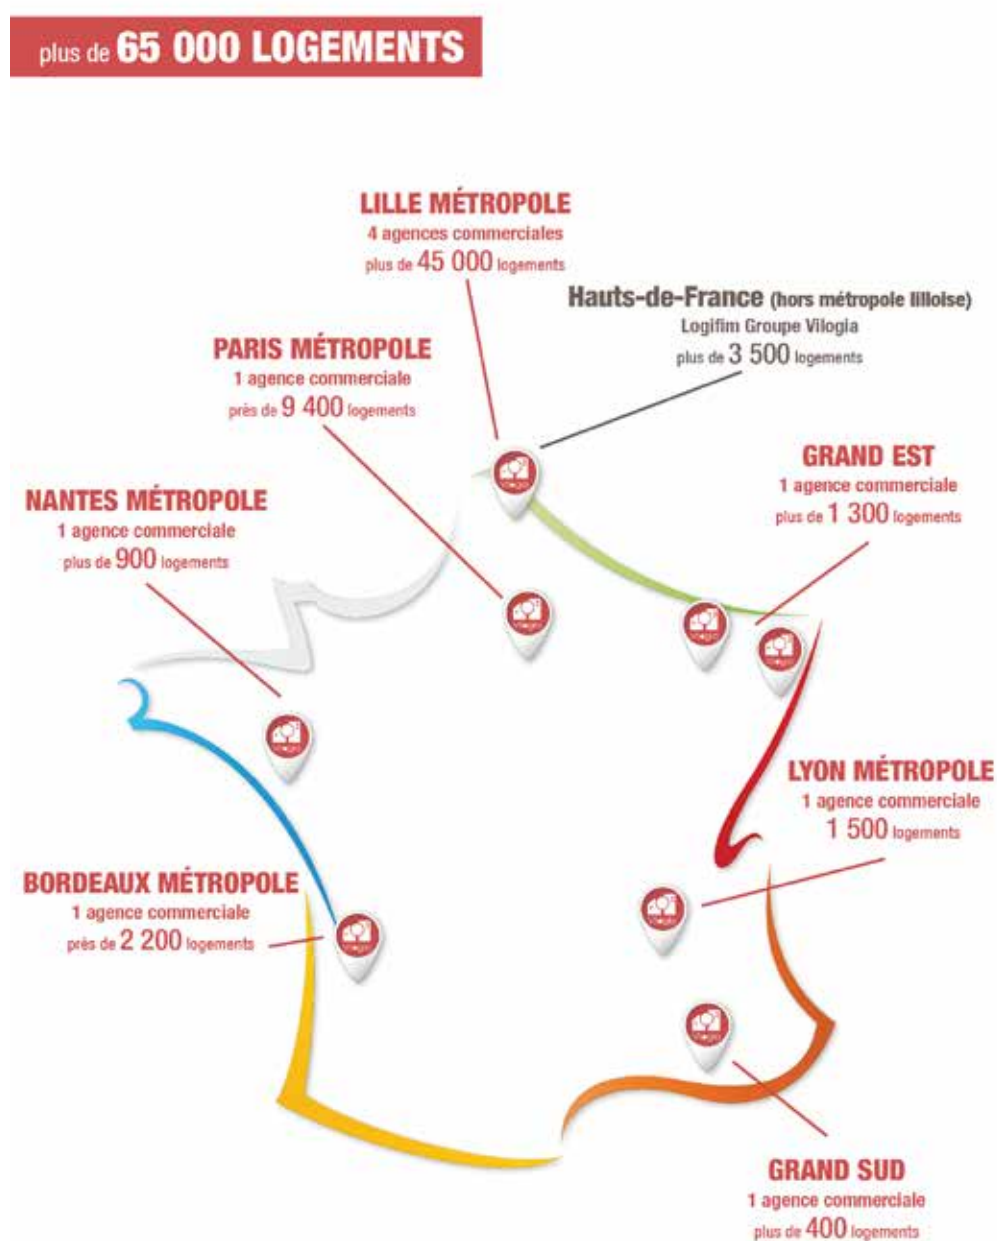 plus de 65 000 LOGEMENTS
LILLE MÉTROPOLE
4 agences commerciales
plus de 45 000 logements
Hauts-de-France (hors métropole lilloise)
Logifim Groupe Vilogia
plus de 3 500 logements
PARIS MÉTROPOLE
1 agence commerciale
près de 9 400 logements
GRAND EST
1 agence commerciale
plus de 1 300 logements
NANTES MÉTROPOLE
1 agence commerciale
plus de 900 logements
LYON MÉTROPOLE
1 agence commerciale
1 500 logements
BORDEAUX MÉTROPOLE
1 agence commerciale
près de 2 200 logements
GRAND SUD
1 agence commerciale
plus de 400 logements